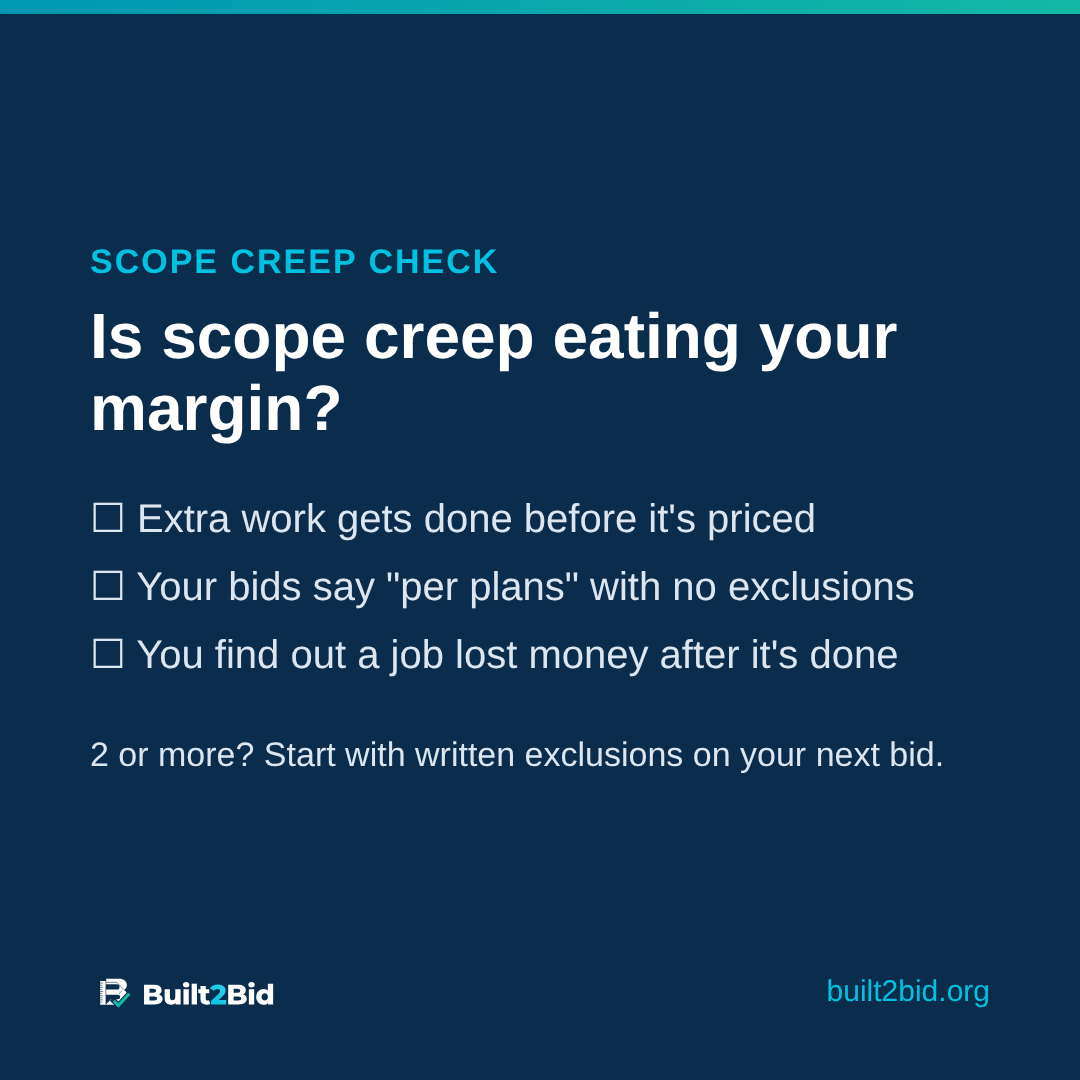 SCOPE CREEP CHECK
Is scope creep eating your
margin?
☐ Extra work gets done before it's priced
☐ Your bids say "per plans" with no exclusions
☐ You find out a job lost money after it's done
2 or more? Start with written exclusions on your next bid.
Built2Bid
built2bid.org